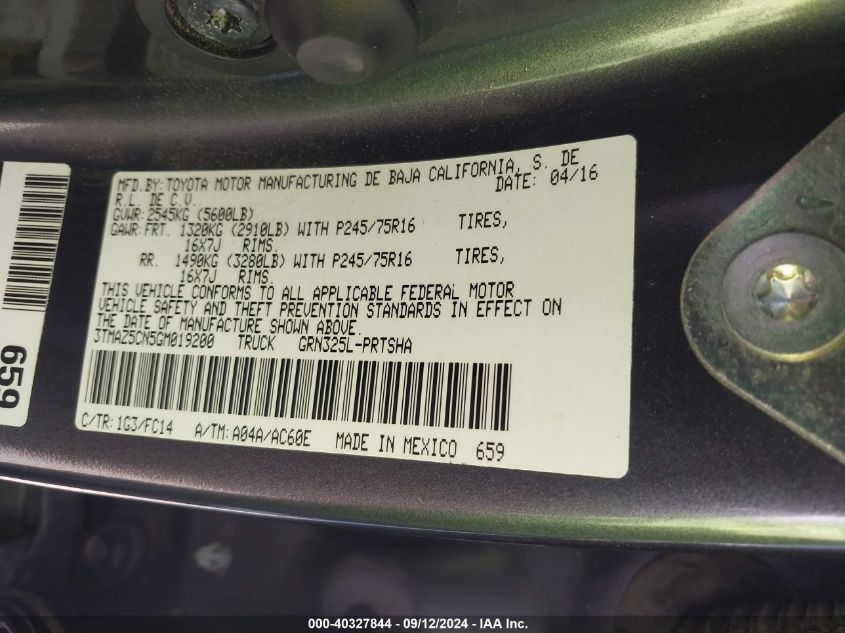 MFD.BY: TOYOTA MOTOR MANUFACTURING DE BAJA CALIFORNIA, S. DE
R.L. DE C.V.
DATE: 04/16
GVWR: 2545KG (5600LB)
GAWR: FRT. 1320KG (2910LB) WITH P245/75R16 TIRES,
16X7J RIMS.
RR. 1490KG (3280LB) WITH P245/75R16 TIRES,
16X7J RIMS.
THIS VEHICLE CONFORMS TO ALL APPLICABLE FEDERAL MOTOR
VEHICLE SAFETY AND THEFT PREVENTION STANDARDS IN EFFECT ON
THE DATE OF MANUFACTURE SHOWN ABOVE.
3TMAZ5CN5GM019200 TRUCK GRN325L-PRTSHA
C/TR: 1G3/FC14 A/TM: A04A/AC60E MADE IN MEXICO 659
659
000-40327844 - 09/12/2024 - IAA Inc.